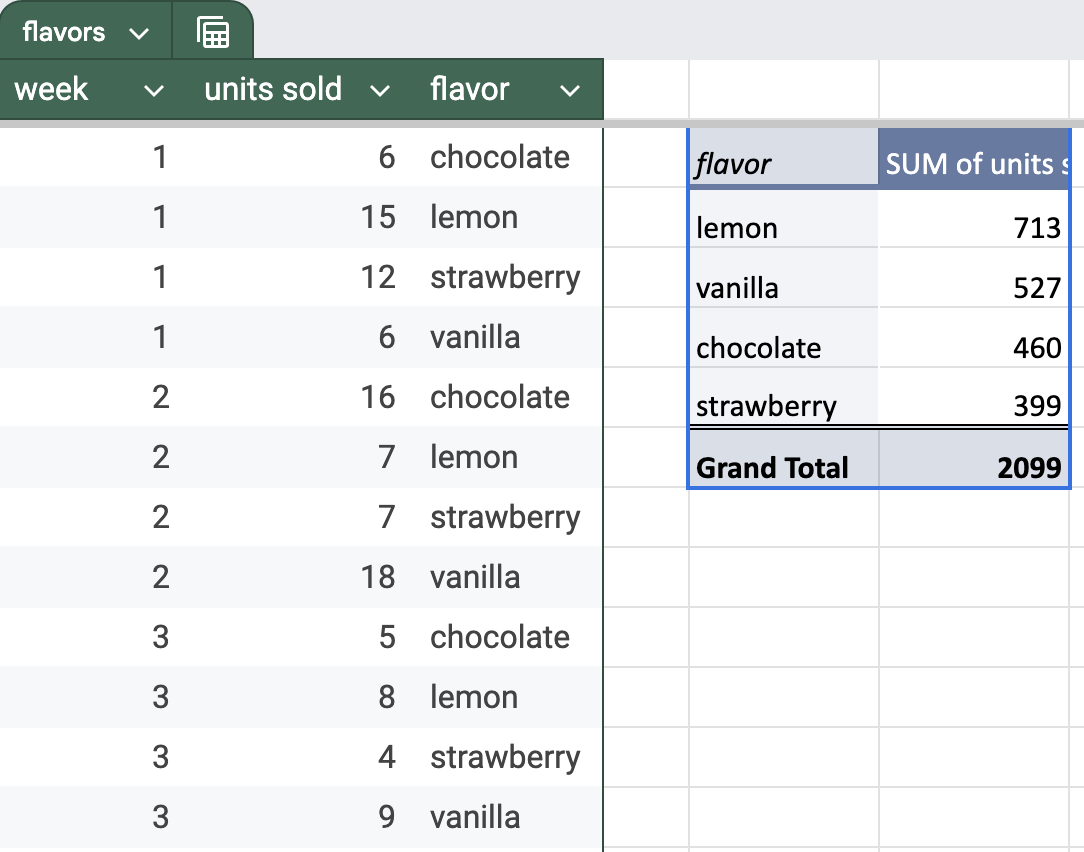 flavors
week units sold flavor
1 6 chocolate
1 15 lemon
1 12 strawberry
1 6 vanilla
2 16 chocolate
2 7 lemon
2 7 strawberry
2 18 vanilla
3 5 chocolate
3 8 lemon
3 4 strawberry
3 9 vanilla
flavor SUM of units s
lemon 713
vanilla 527
chocolate 460
strawberry 399
Grand Total 2099